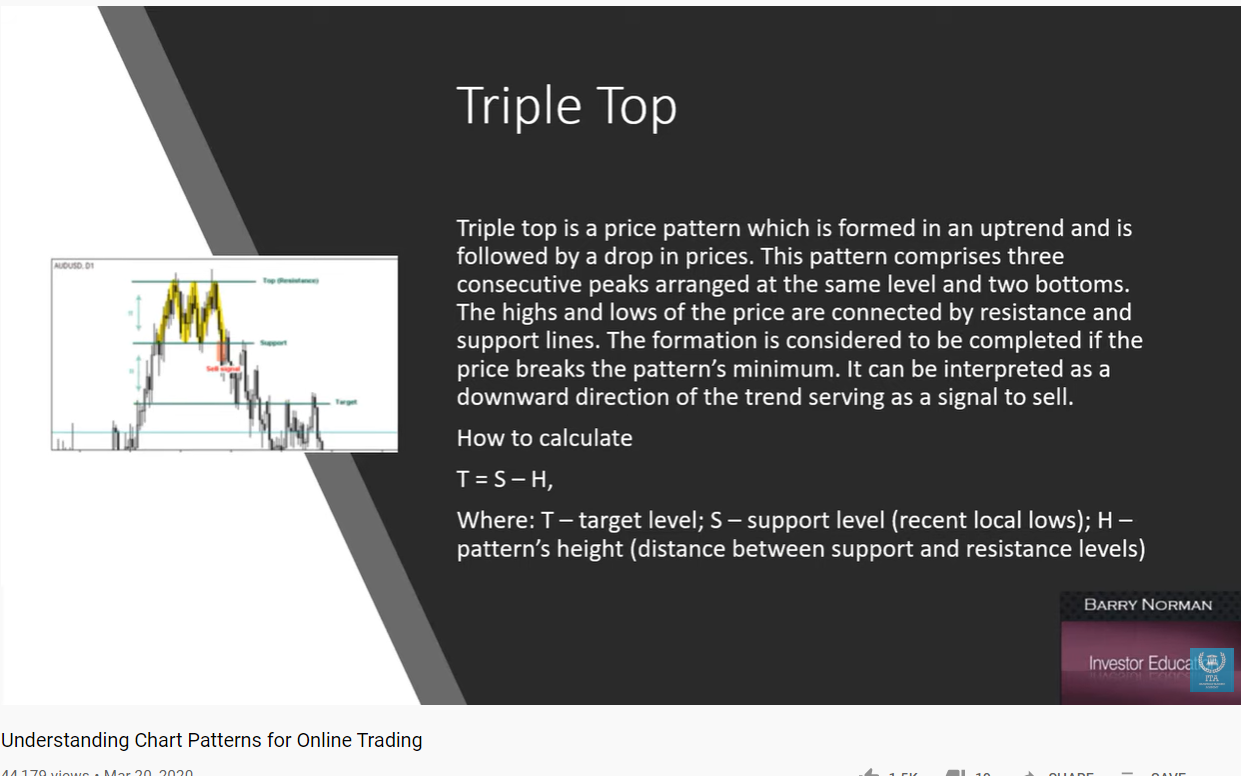 Triple Top
Triple top is a price pattern which is formed in an uptrend and is
followed by a drop in prices. This pattern comprises three
consecutive peaks arranged at the same level and two bottoms.
The highs and lows of the price are connected by resistance and
support lines. The formation is considered to be completed if the
price breaks the pattern’s minimum. It can be interpreted as a
downward direction of the trend serving as a signal to sell.
How to calculate
T = S – H,
Where: T – target level; S – support level (recent local lows); H –
pattern’s height (distance between support and resistance levels)
AUDUSD, D1
Top (Resistance)
Support
Sell signal
Target
BARRY NORMAN
Investor Educati
ITA
Understanding Chart Patterns for Online Trading
44,179 views • Mar 20, 2020
1.5K
19
SHARE
SAVE